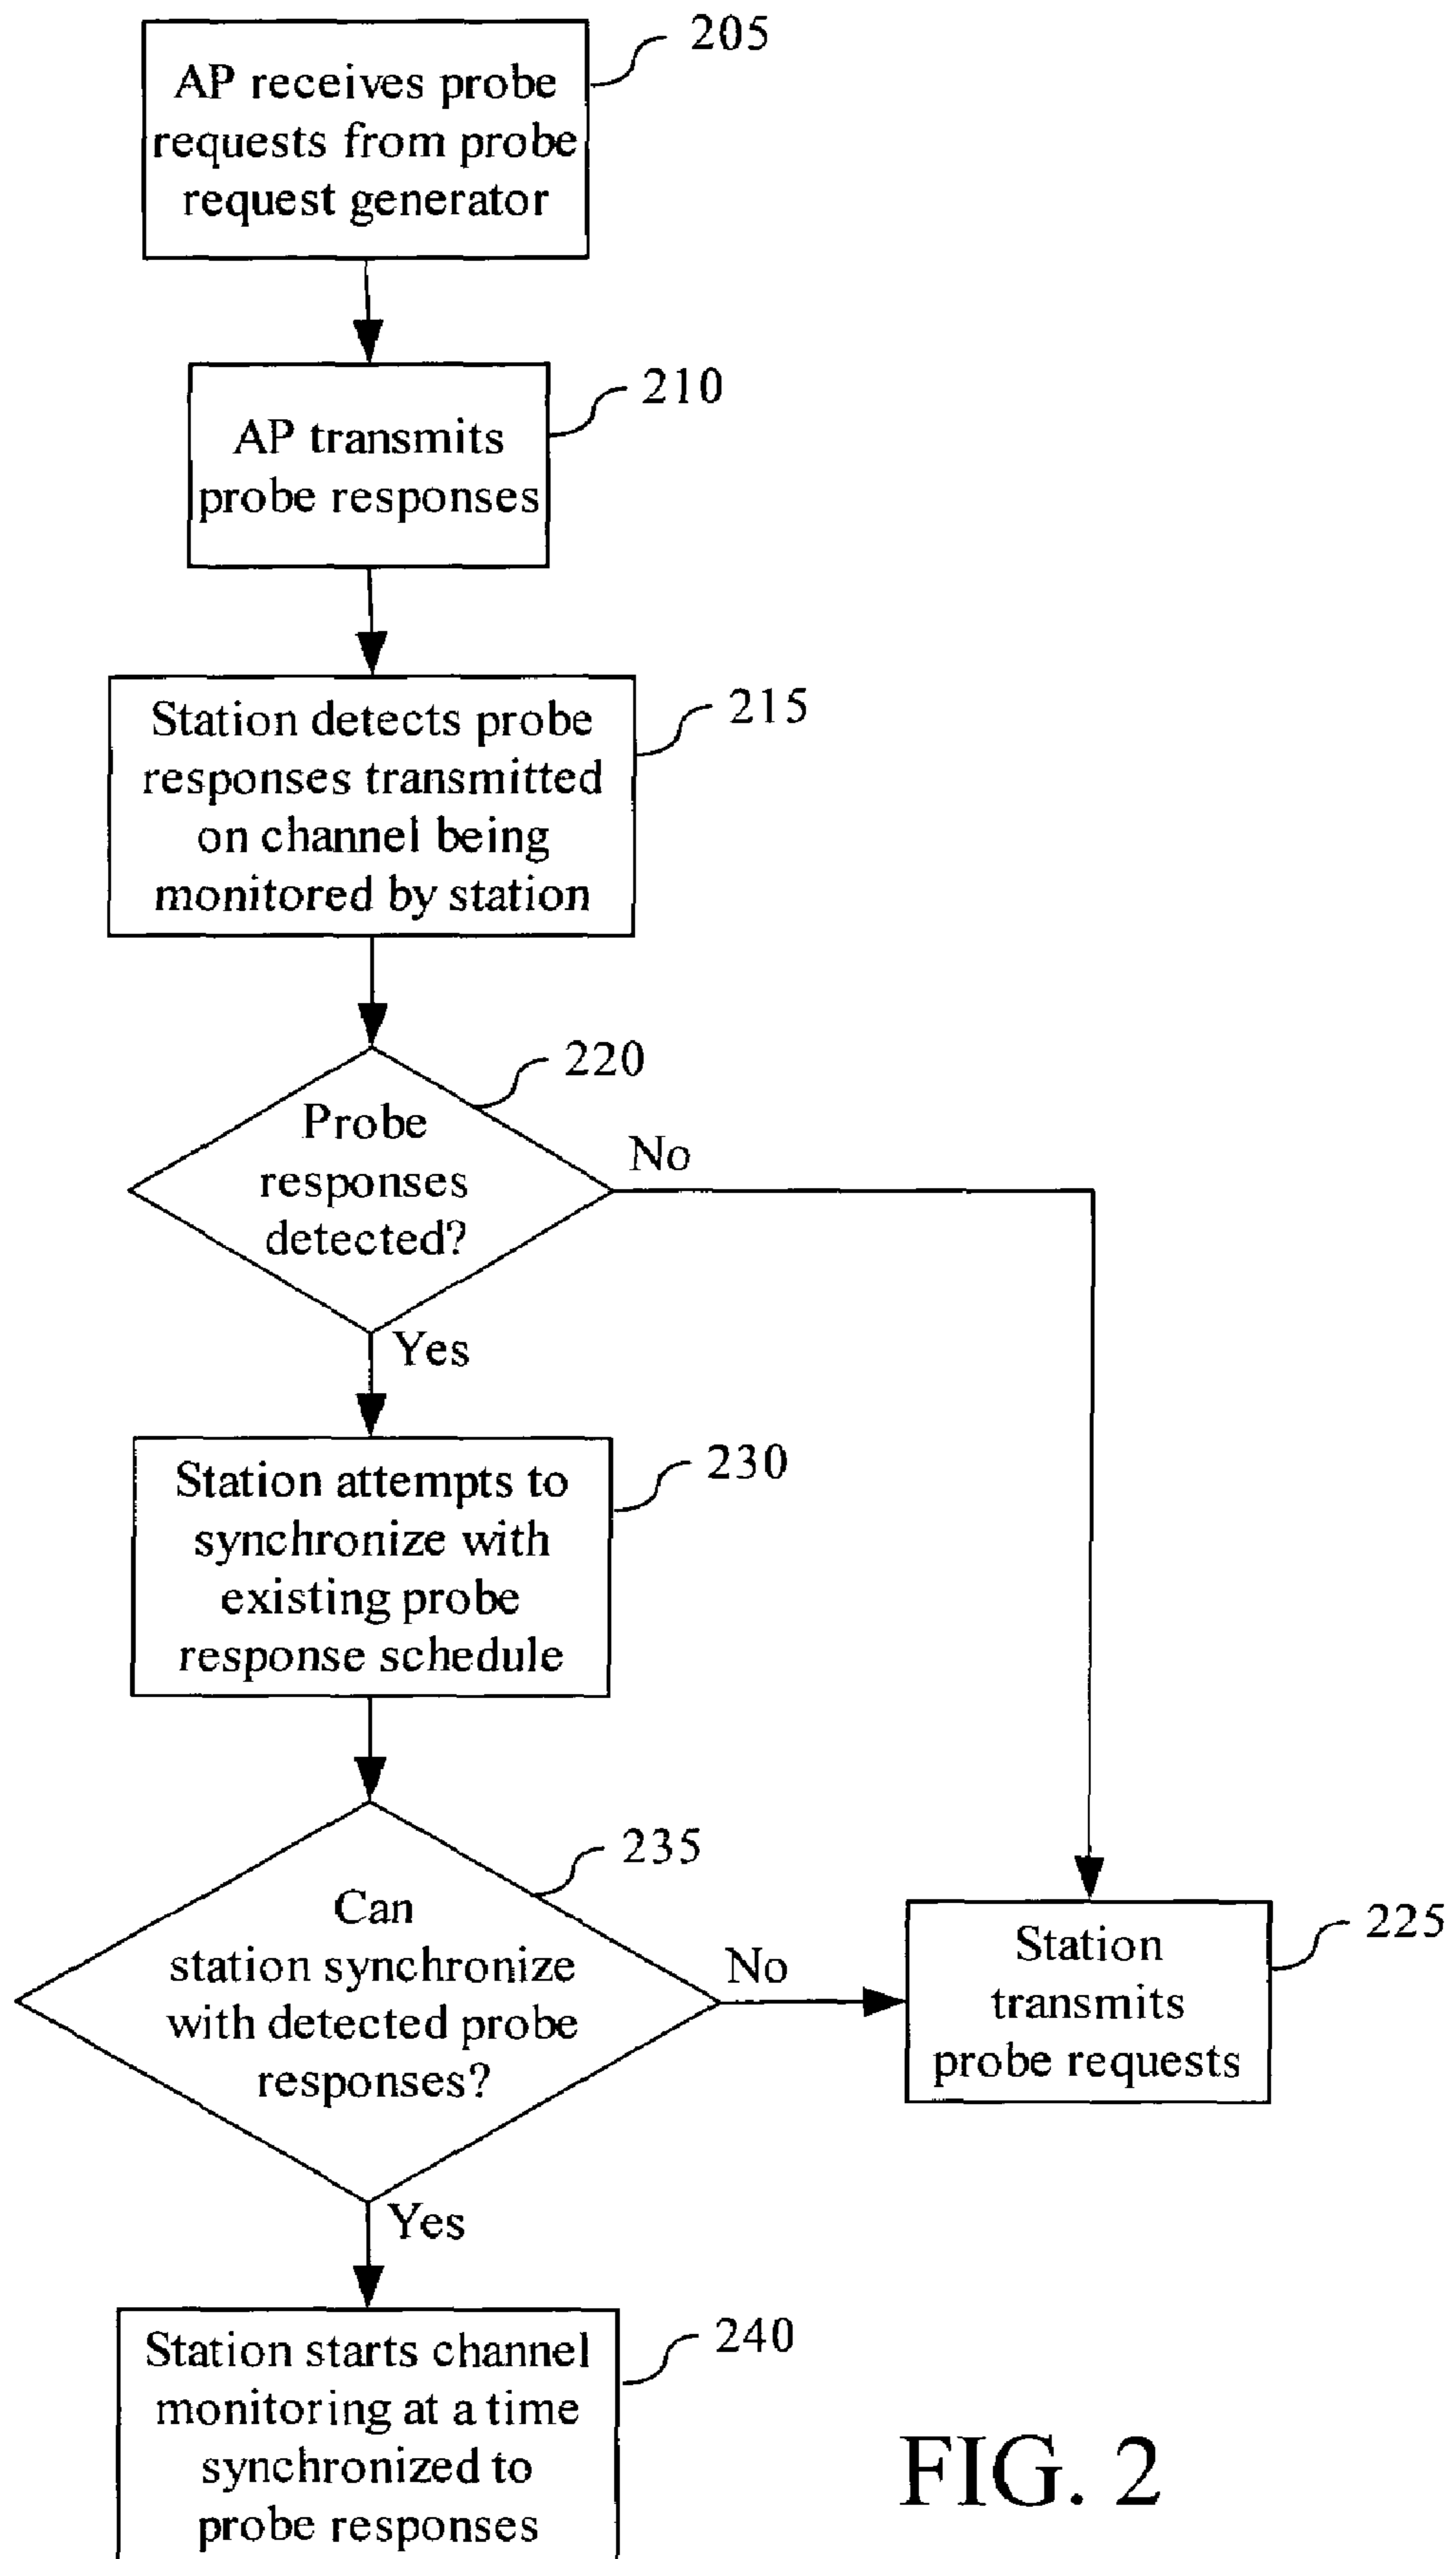 205
AP receives probe
requests from probe
request generator
210
AP transmits
probe responses
215
Station detects probe
responses transmitted
on channel being
monitored by station
220
Probe
responses
detected?
No
Yes
230
Station attempts to
synchronize with
existing probe
response schedule
235
Can
station synchronize
with detected probe
responses?
No
225
Station
transmits
probe requests
Yes
240
Station starts channel
monitoring at a time
synchronized to
probe responses
FIG. 2